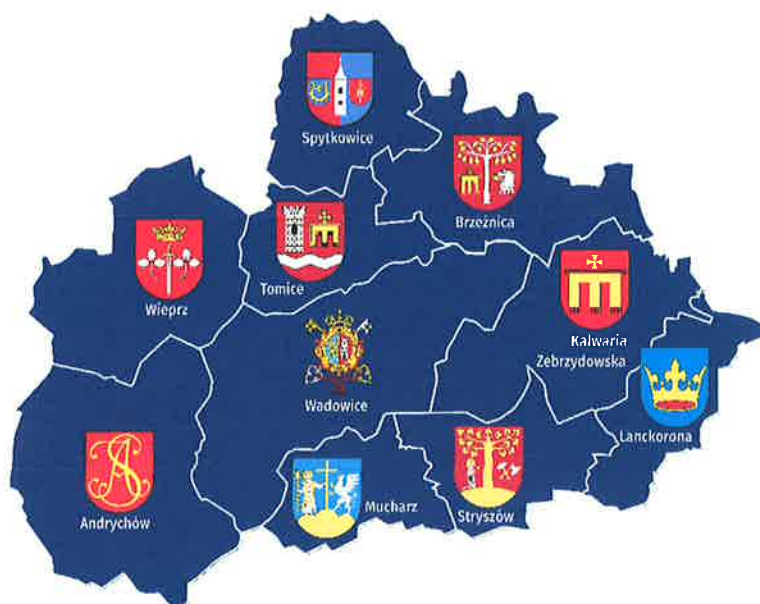 Spytkowice
Brzeźnica
Wieprz
Tomice
Kalwaria
Zebrzydowska
Wadowice
Lanckorona
Andrychów
Mucharz
Stryszów